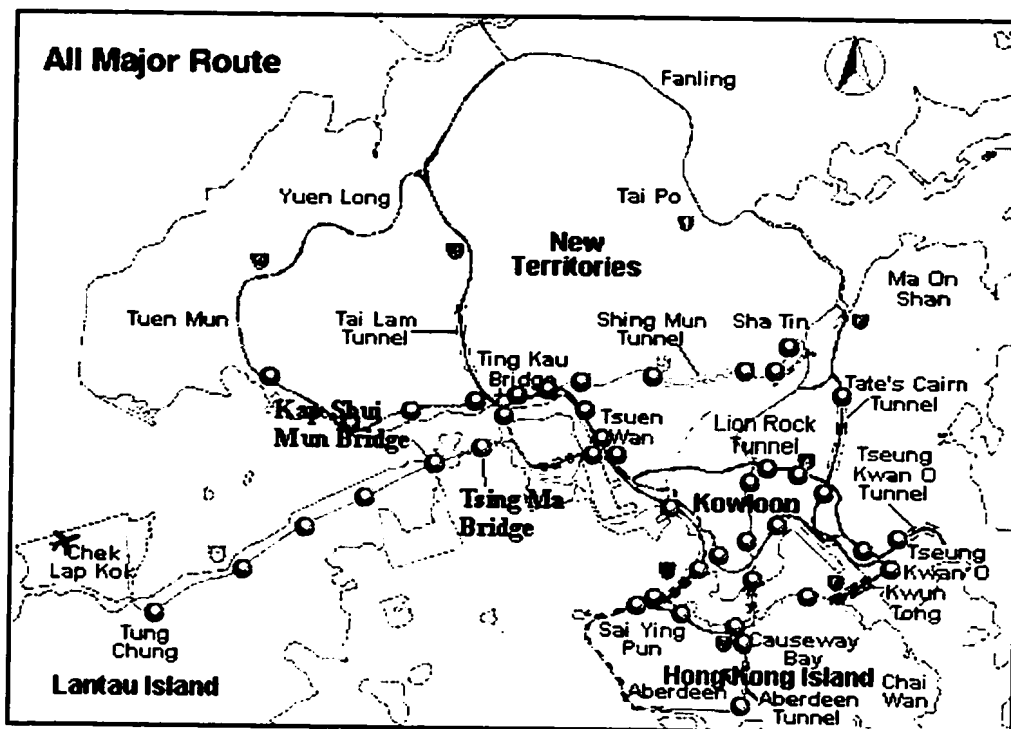 All Major Route
Fanling
Yuen Long
Tai Po
New
Territories
Ma On
Shan
Tuen Mun
Tai Lam
Tunnel
Shing Mun
Tunnel
Sha Tin
Ting Kau
Bridge
Tate's Cairn
Tunnel
Kap Shui
Mun Bridge
Tsuen
Wan
Lion Rock
Tunnel
Tseung
Kwan O
Tunnel
Tsing Ma
Bridge
Kowloon
Chek
Lap Kok
Tseung
Kwan O
Kwun
Tong
Tung
Chung
Sai Ying
Pun
Causeway
Bay
Lantau Island
Hong Kong Island
Aberdeen
Aberdeen
Tunnel
Chai
Wan